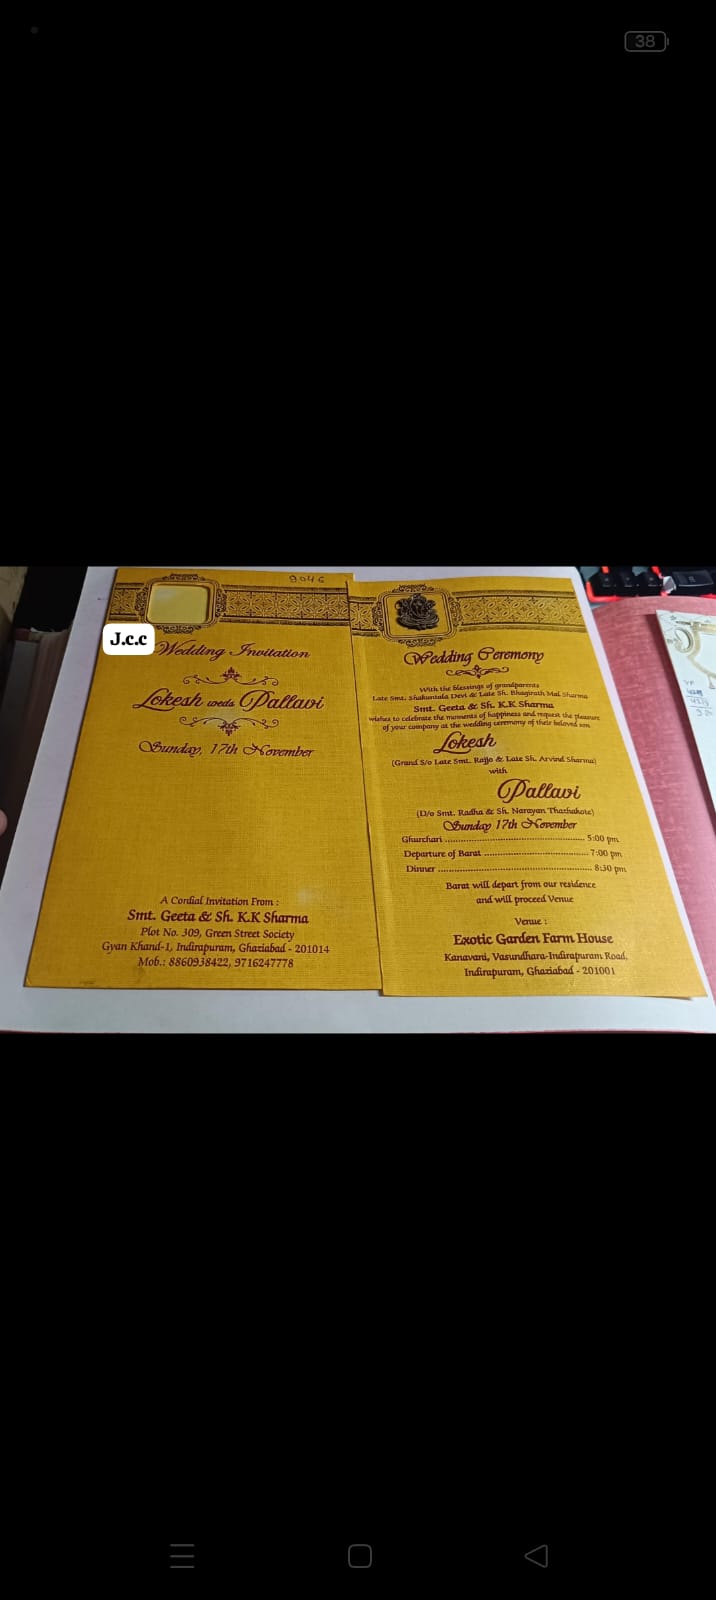 38
9046
J.c.c
Wedding Invitation
Lokesh weds Pallavi
Sunday, 17th November
A Cordial Invitation From :
Smt. Geeta & Sh. K.K Sharma
Plot No. 309, Green Street Society
Gyan Khand-1, Indirapuram, Ghaziabad - 201014
Mob.: 8860938422, 9716247778
Wedding Ceremony
With the blessings of grandparents
Late Smt. Shakuntala Devi & Late Sh. Bhagirath Mal Sharma
Smt. Geeta & Sh. K.K Sharma
wishes to celebrate the moments of happiness and request the pleasure
of your company at the wedding ceremony of their beloved son
Lokesh
(Grand S/o Late Smt. Rajjo & Late Sh. Arvind Sharma)
with
Pallavi
(D/o Smt. Radha & Sh. Narayan Thazhakote)
Sunday 17th November
Ghurchari ........ 5:00 pm
Departure of Barat ........ 7:00 pm
Dinner ........ 8:30 pm
Barat will depart from our residence
and will proceed Venue
Venue :
Exotic Garden Farm House
Kanavani, Vasundhara-Indirapuram Road,
Indirapuram, Ghaziabad - 201001